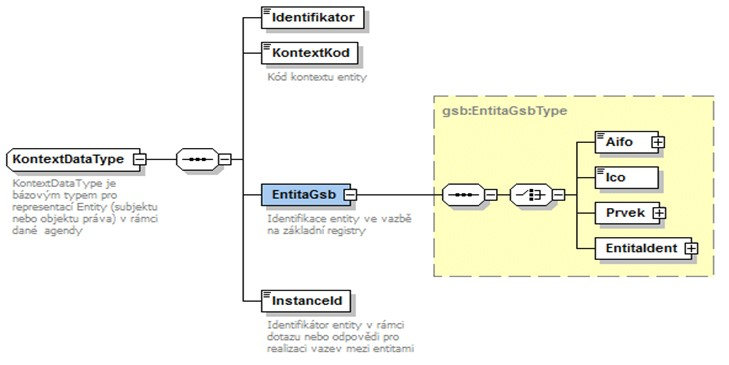 Identifikator
KontextKod
Kód kontextu entity
gsb:EntitaGsbType
Aifo
KontextDataType
KontextDataType je
bázovým typem pro
representací Entity (subjektu
nebo objektu práva) v rámci
dané agendy
EntitaGsb
Identifikace entity ve vazbě
na základní registry
Ico
Prvek
EntitaIdent
InstanceId
Identifikátor entity v rámci
dotazu nebo odpovědi pro
realizaci vazev mezi entitami